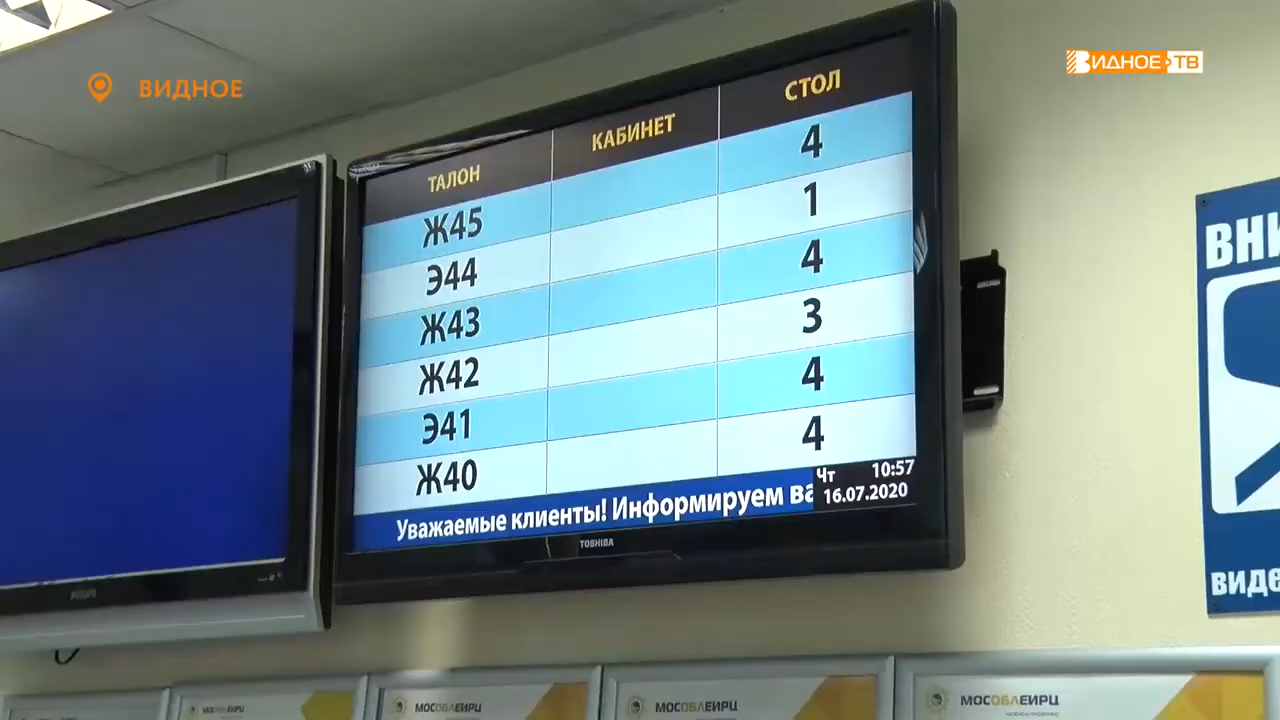 ВИДНОЕ
ВИДНОЕ ТВ
ТАЛОН КАБИНЕТ СТОЛ
Ж45 4
Э44 1
Ж43 4
Ж42 3
Э41 4
Ж40 4
Уважаемые клиенты! Информируем ва
Чт 10:57
16.07.2020
TOSHIBA
PHILIPS
ВНИ
виде
МОСОБЛЕИРЦ
МОСОБЛЕИРЦ
МОСОБЛЕИРЦ
МОСОБЛЕИРЦ